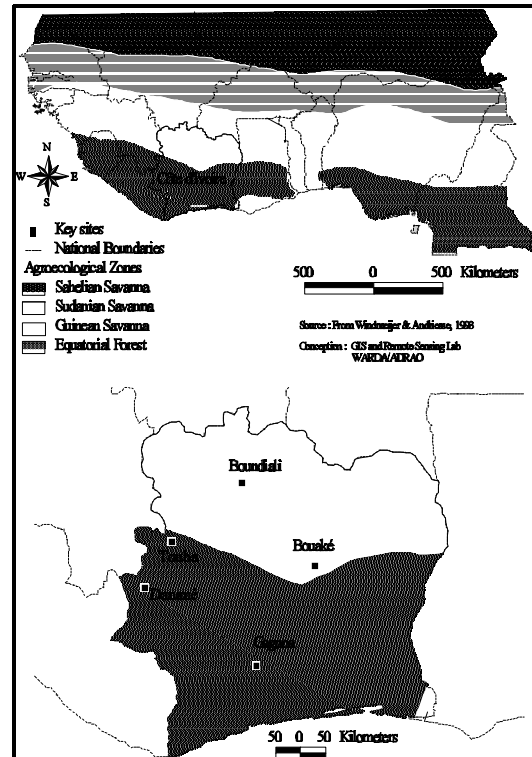 N
W E
S
Côte d'Ivoire
Key sites
National Boundaries
Agroecological Zones
Sahelian Savanna
Sudanian Savanna
Guinean Savanna
Equatorial Forest
500 0 500 Kilometers
Source : From Windmeijer & Andriesse, 1993
Conception : GIS and Remote Sensing Lab
WARDA/ADRAO
Boundiali
Bouaké
Touba
Danané
Gagnoa
50 0 50 Kilometers